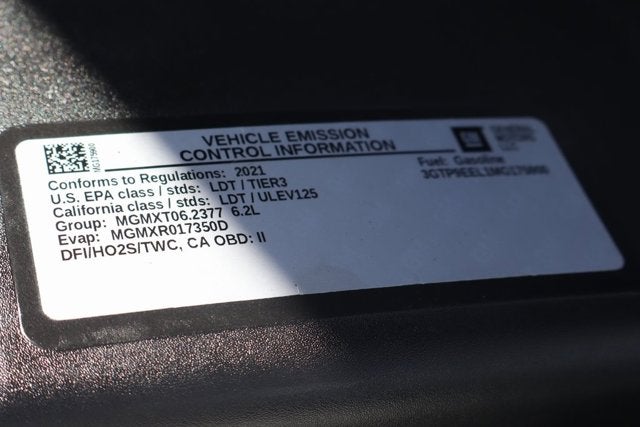 VEHICLE EMISSION
CONTROL INFORMATION
Conforms to Regulations: 2021
U.S. EPA class / stds: LDT / TIER3
California class / stds: LDT / ULEV125
Group: MGMXT06.2377 6.2L
Evap: MGMXR017350D
DFI/HO2S/TWC, CA OBD: II
Fuel: Gasoline